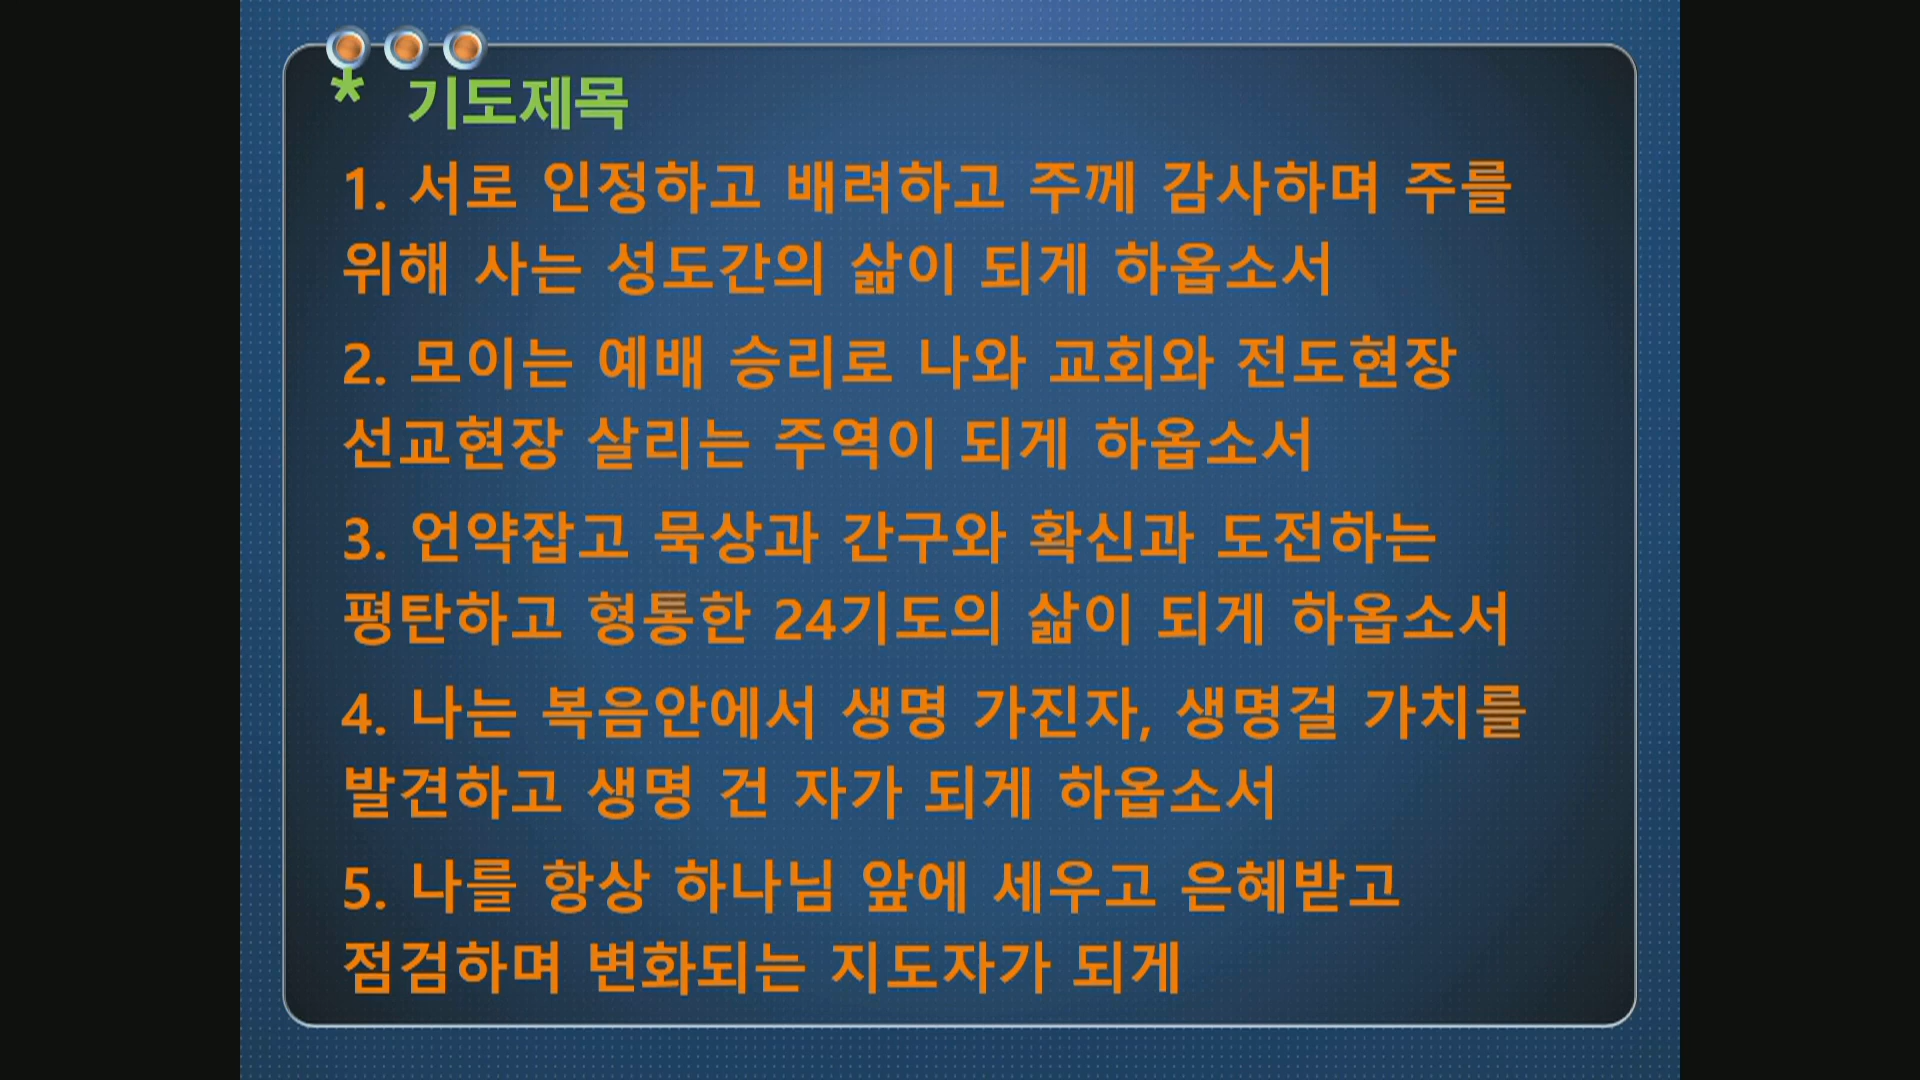 * 기도제목
1. 서로 인정하고 배려하고 주께 감사하며 주를
위해 사는 성도간의 삶이 되게 하옵소서
2. 모이는 예배 승리로 나와 교회와 전도현장
선교현장 살리는 주역이 되게 하옵소서
3. 언약잡고 묵상과 간구와 확신과 도전하는
평탄하고 형통한 24기도의 삶이 되게 하옵소서
4. 나는 복음안에서 생명 가진자, 생명걸 가치를
발견하고 생명 건 자가 되게 하옵소서
5. 나를 항상 하나님 앞에 세우고 은혜받고
점검하며 변화되는 지도자가 되게